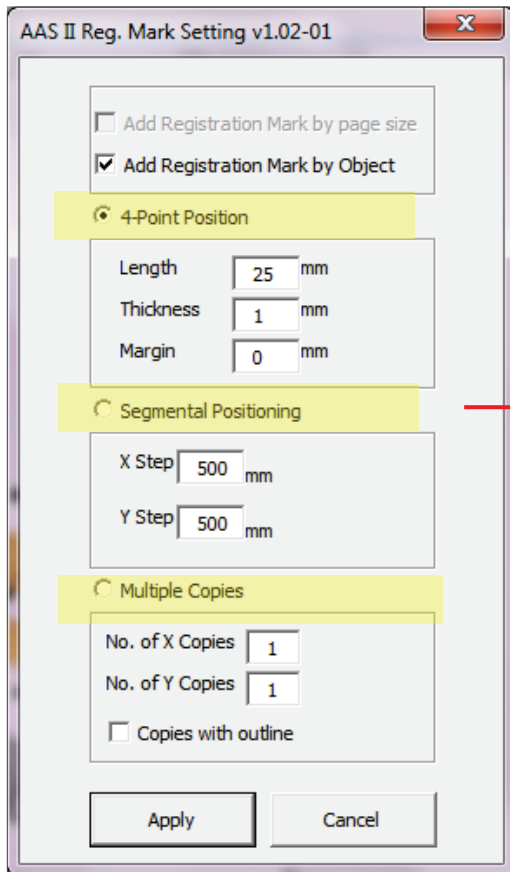 AAS II Reg. Mark Setting v1.02-01
Add Registration Mark by page size
Add Registration Mark by Object
4-Point Position
Length 25 mm
Thickness 1 mm
Margin 0 mm
Segmental Positioning
X Step 500 mm
Y Step 500 mm
Multiple Copies
No. of X Copies 1
No. of Y Copies 1
Copies with outline
Apply Cancel